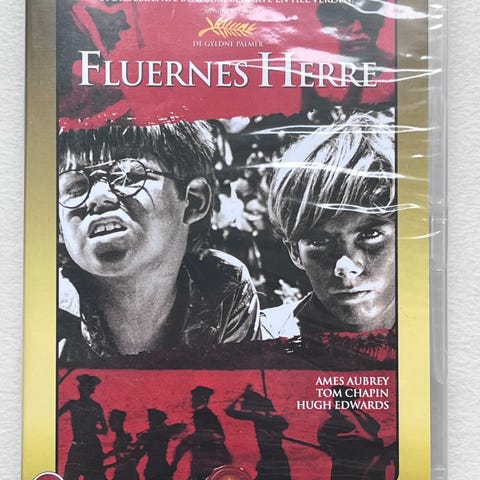 DE GYLDNE PALMER
FLUERNES HERRE
AMES AUBREY
TOM CHAPIN
HUGH EDWARDS